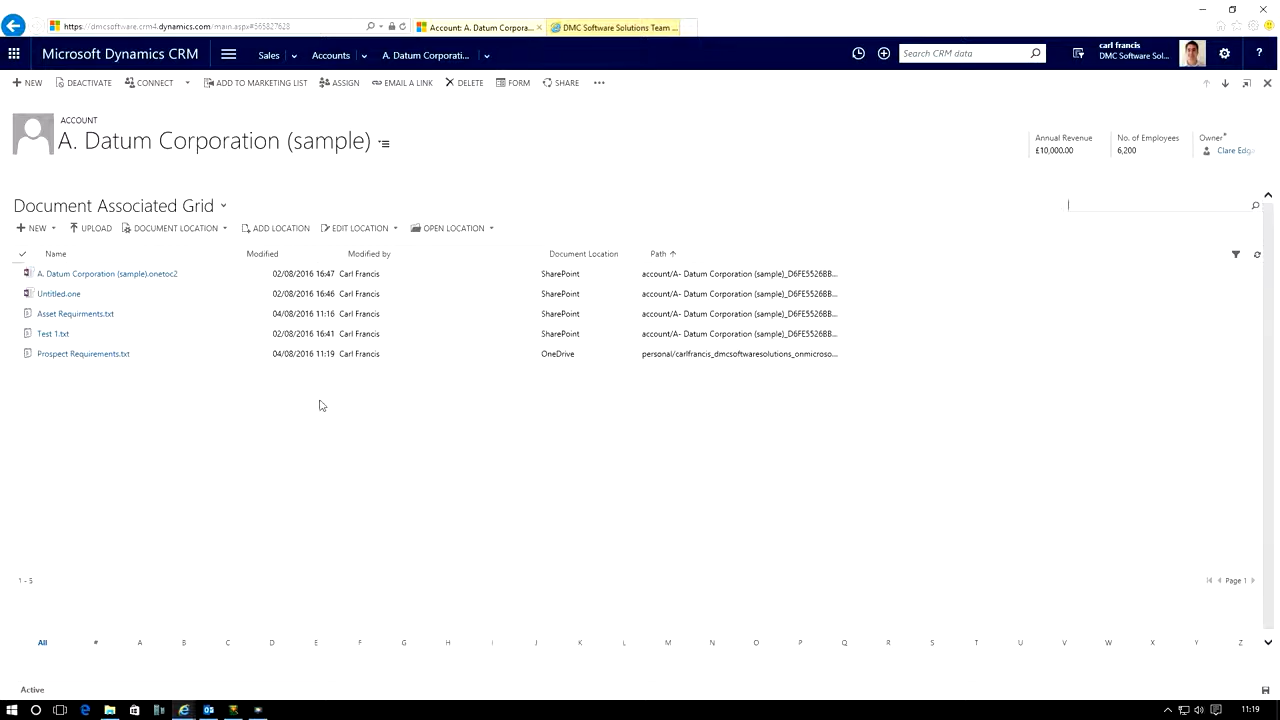 https://dmcsoftware.crm4.dynamics.com/main.aspx#565827628
Account: A. Datum Corpora...
DMC Software Solutions Team ...
Microsoft Dynamics CRM
Sales
Accounts
A. Datum Corporati...
Search CRM data
carl francis
DMC Software Sol...
?
NEW
DEACTIVATE
CONNECT
ADD TO MARKETING LIST
ASSIGN
EMAIL A LINK
DELETE
FORM
SHARE
...
ACCOUNT
A. Datum Corporation (sample)
Annual Revenue
£10,000.00
No. of Employees
6,200
Owner*
Clare Edg
Document Associated Grid
NEW
UPLOAD
DOCUMENT LOCATION
ADD LOCATION
EDIT LOCATION
OPEN LOCATION
Name Modified Modified by Document Location Path
A. Datum Corporation (sample).onetoc2 02/08/2016 16:47 Carl Francis SharePoint account/A- Datum Corporation (sample)_D6FE5526BB...
Untitled.one 02/08/2016 16:46 Carl Francis SharePoint account/A- Datum Corporation (sample)_D6FE5526BB...
Asset Requirments.txt 04/08/2016 11:16 Carl Francis SharePoint account/A- Datum Corporation (sample)_D6FE5526BB...
Test 1.txt 02/08/2016 16:41 Carl Francis SharePoint account/A- Datum Corporation (sample)_D6FE5526BB...
Prospect Requirements.txt 04/08/2016 11:19 Carl Francis OneDrive personal/carlfrancis_dmcsoftwaresolutions_onmicroso...
1 - 5
Page 1
All # A B C D E F G H I J K L M N O P Q R S T U V W X Y Z
Active
11:19